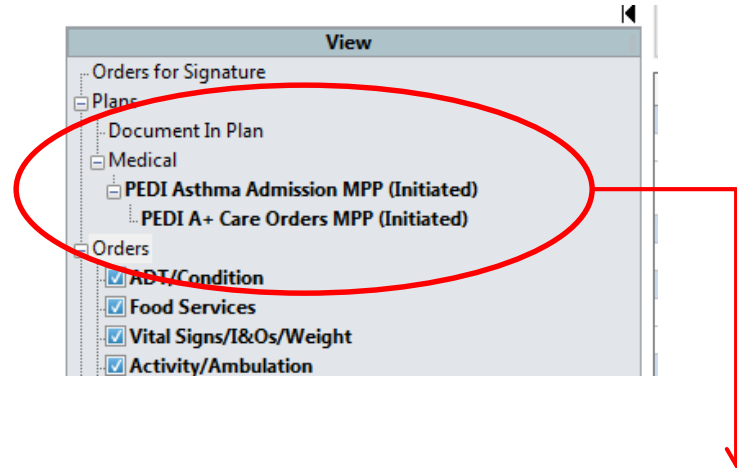 View
Orders for Signature
Plans
Document In Plan
Medical
PEDI Asthma Admission MPP (Initiated)
PEDI A+ Care Orders MPP (Initiated)
Orders
ADT/Condition
Food Services
Vital Signs/I&Os/Weight
Activity/Ambulation